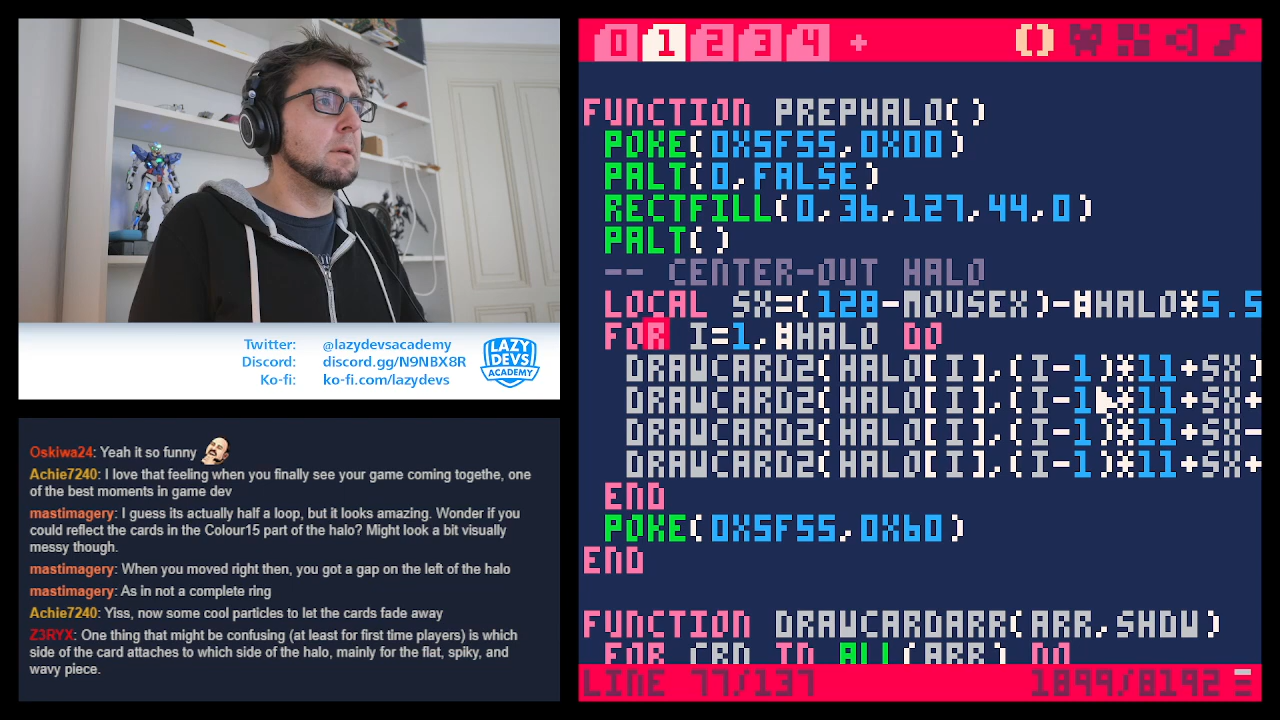 Twitter: @lazydevsacademy
Discord: discord.gg/N9NBX8R
Ko-fi: ko-fi.com/lazydevs
LAZY
DEVS
ACADEMY
Oskiwa24: Yeah it so funny
Achie7240: I love that feeling when you finally see your game coming togethe, one
of the best moments in game dev
mastimagery: I guess its actually half a loop, but it looks amazing. Wonder if you
could reflect the cards in the Colour15 part of the halo? Might look a bit visually
messy though.
mastimagery: When you moved right then, you got a gap on the left of the halo
mastimagery: As in not a complete ring
Achie7240: Yiss, now some cool particles to let the cards fade away
Z3RYX: One thing that might be confusing (at least for first time players) is which
side of the card attaches to which side of the halo, mainly for the flat, spiky, and
wavy piece.
0 1 2 3 4 + ()
FUNCTION PREPHALO()
POKE(0X5F55,0X00)
PALT(0,FALSE)
RECTFILL(0,36,127,44,0)
PALT()
-- CENTER-OUT HALO
LOCAL SX=(128-MOUSEX)-#HALO*5.5
FOR I=1,#HALO DO
DRAWCARD2(HALO[I],(I-1)*11+SX)
DRAWCARD2(HALO[I],(I-1)*11+SX+
DRAWCARD2(HALO[I],(I-1)*11+SX-
DRAWCARD2(HALO[I],(I-1)*11+SX+
END
POKE(0X5F55,0X60)
END
FUNCTION DRAWCARDARR(ARR,SHOW)
FOR CRD TO ALL(ARR) DO
LINE 77/137 1899/8192